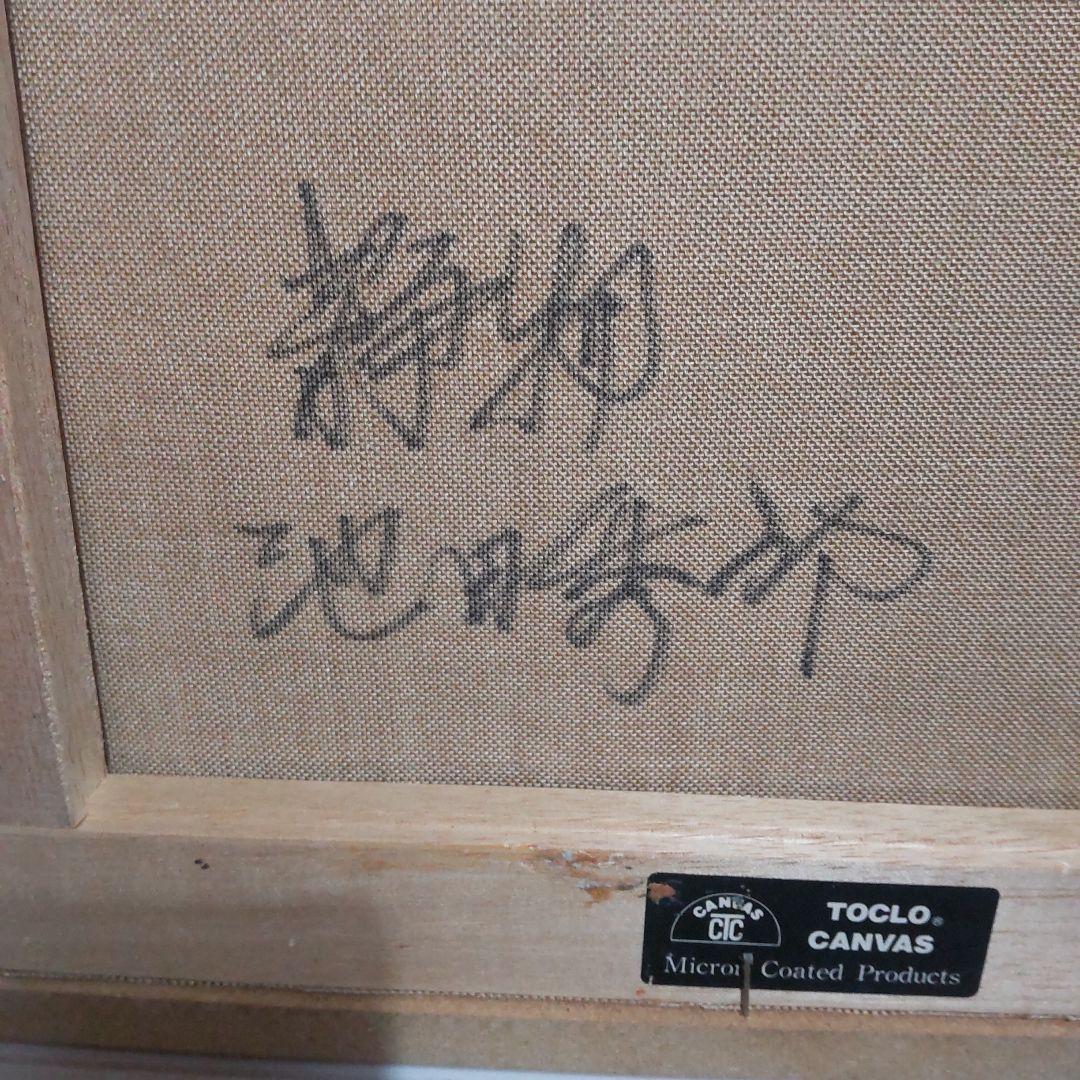 静物
池田
CANVAS
CTC
TOCLO®
CANVAS
Micron Coated Products